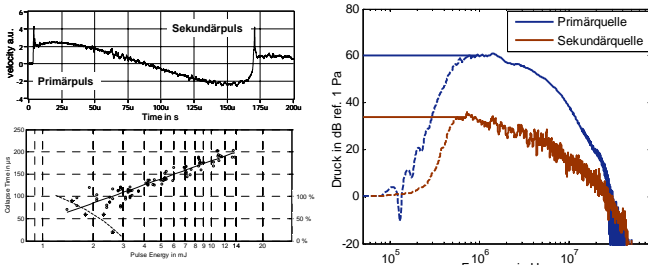 velocity a.u.
6
4
2
0
-2
-4
Sekundärpuls
Primärpuls
0
25u
50u
75u
100u
125u
150u
175u
200u
Time in s
Collapse Time in µs
250
200
150
100
50
0
100 %
50 %
0 %
1
2
3
4
5
6
7
8
9
10
12
14
20
Pulse Energy in mJ
Druck in dB ref. 1 Pa
80
60
40
20
0
-20
Primärquelle
Sekundärquelle
10^5
10^6
10^7